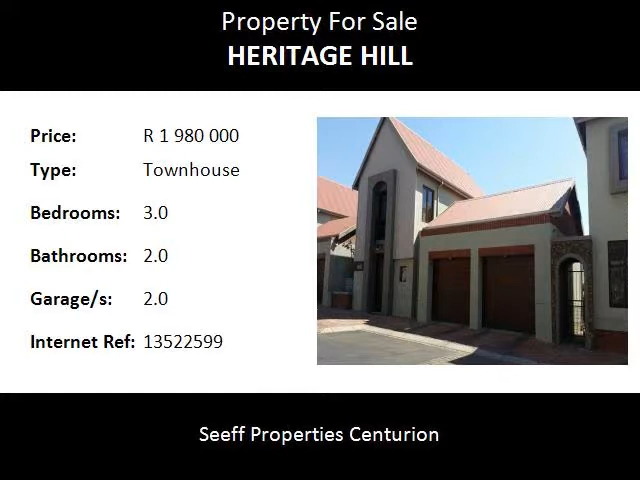 Property For Sale
HERITAGE HILL
Price: R 1 980 000
Type: Townhouse
Bedrooms: 3.0
Bathrooms: 2.0
Garage/s: 2.0
Internet Ref: 13522599
Seeff Properties Centurion